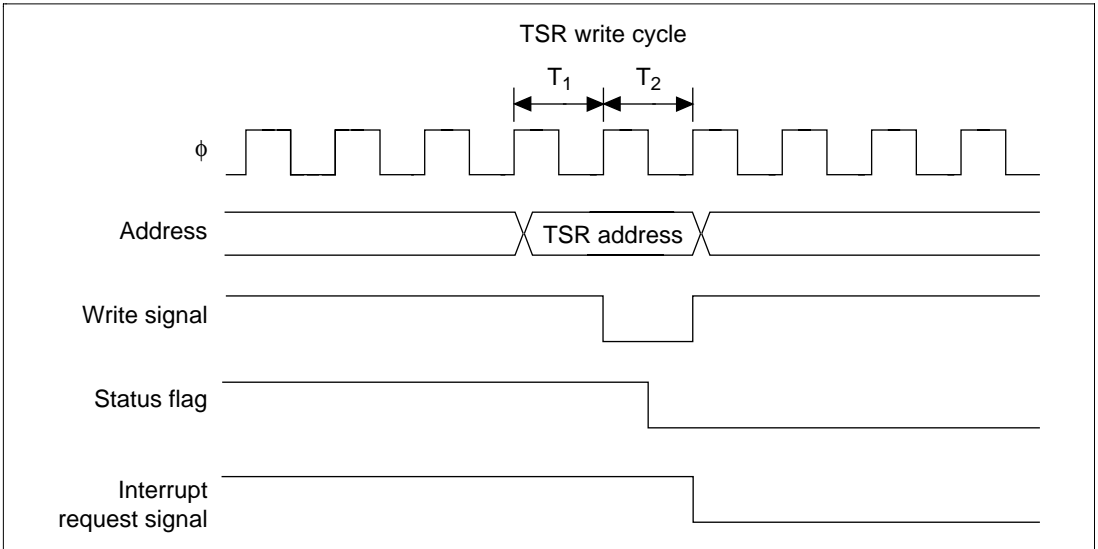 TSR write cycle
T1 T2
ϕ
Address
TSR address
Write signal
Status flag
Interrupt
request signal